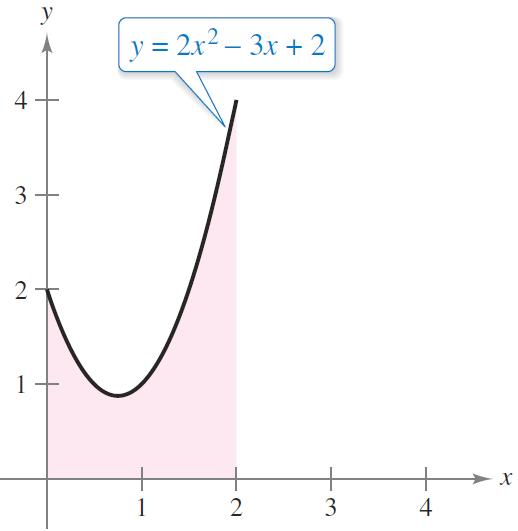 y
y = 2x² – 3x + 2
4
3
2
1
x
1 2 3 4